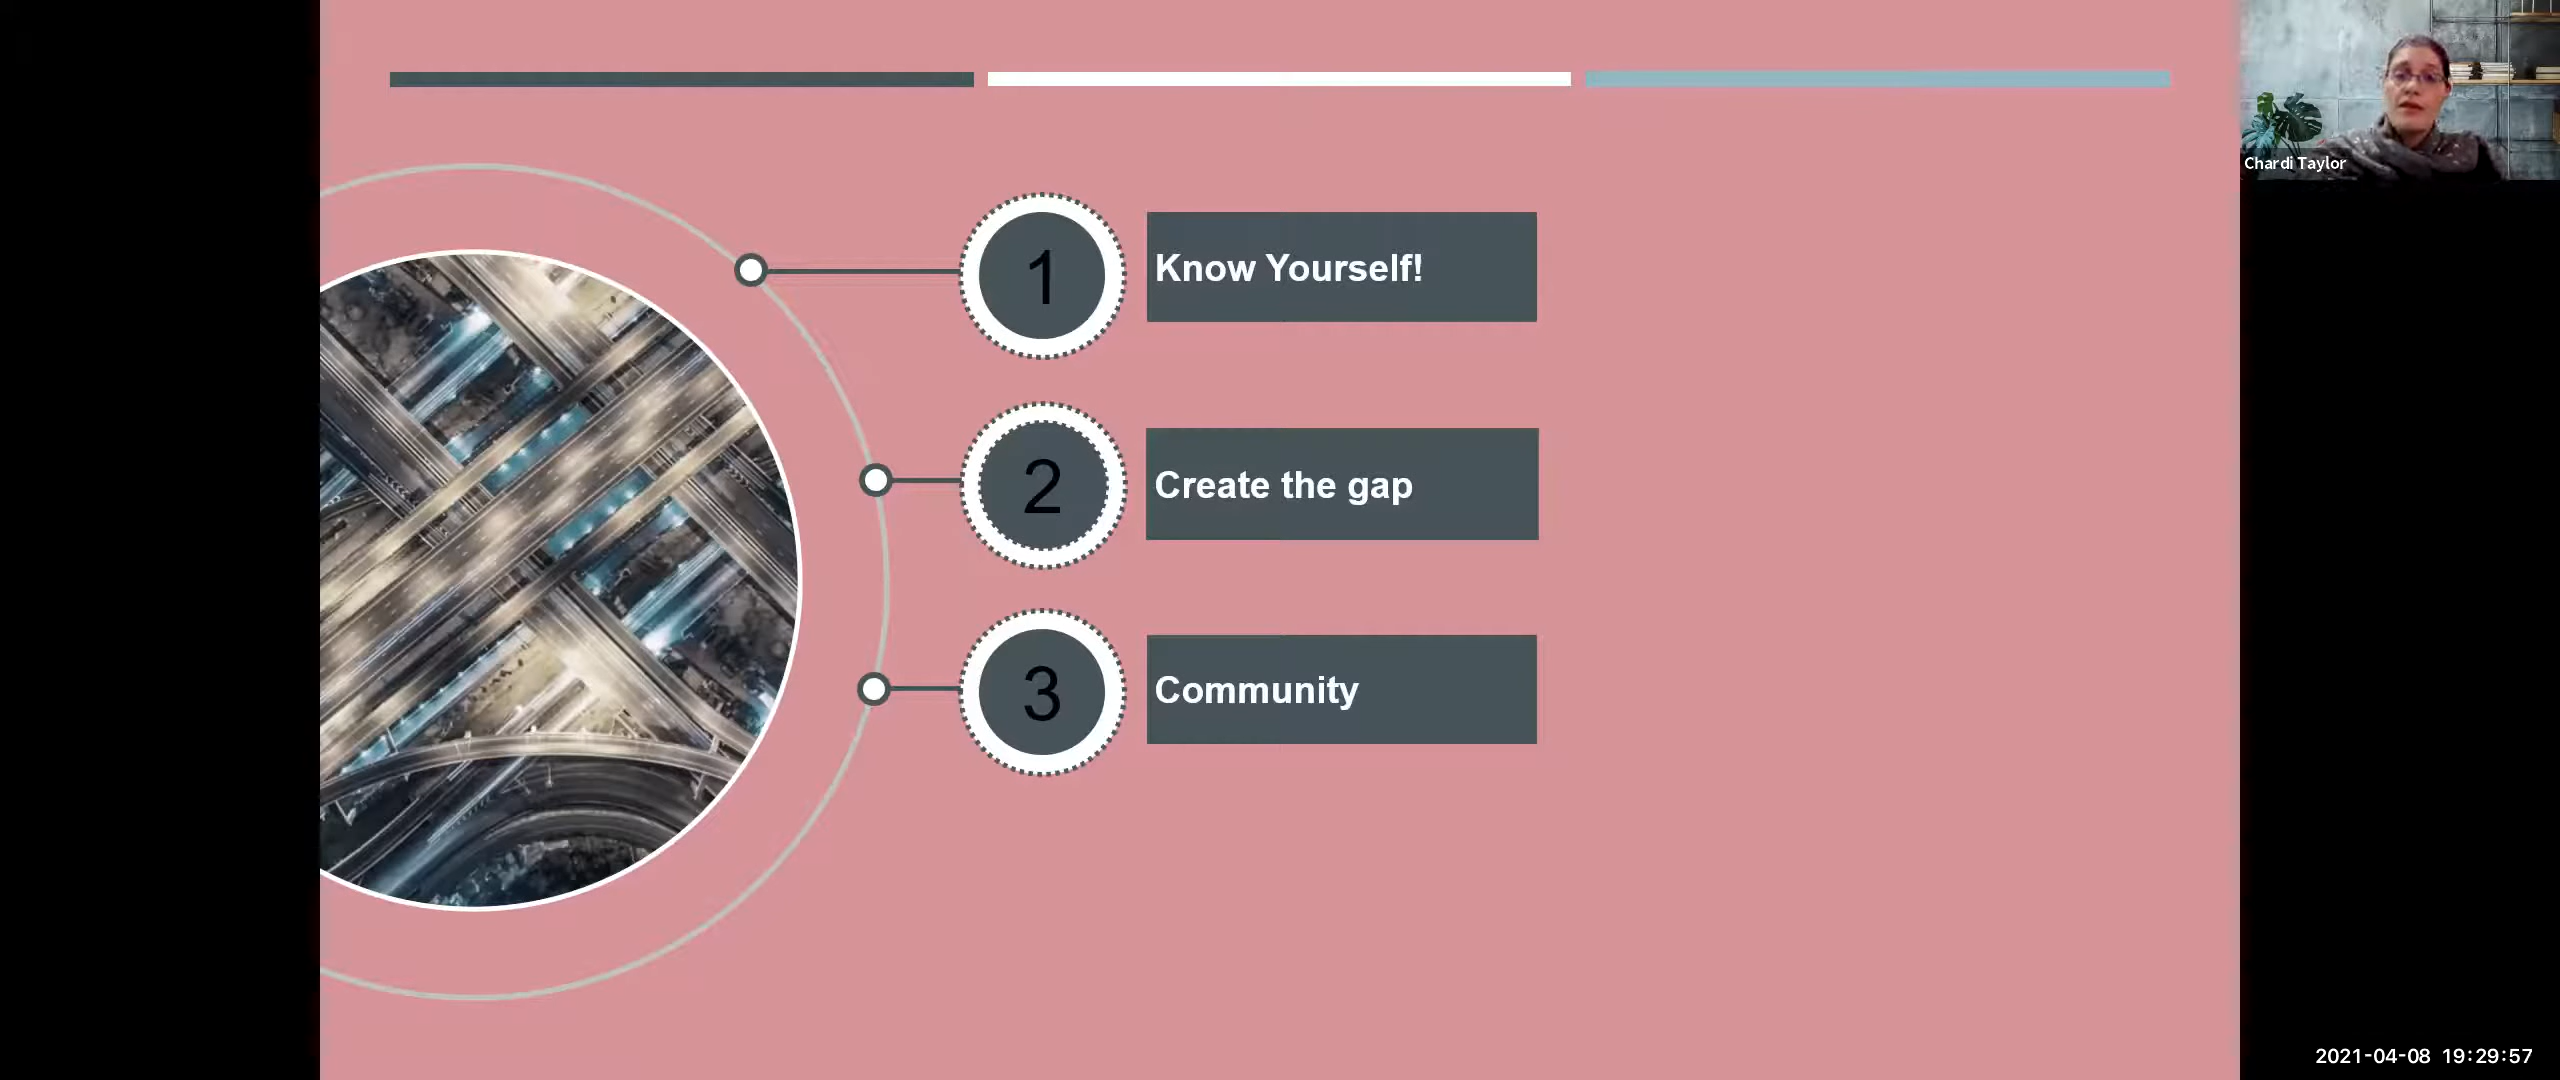 Chardi Taylor
1
Know Yourself!
2
Create the gap
3
Community
2021-04-08 19:29:57